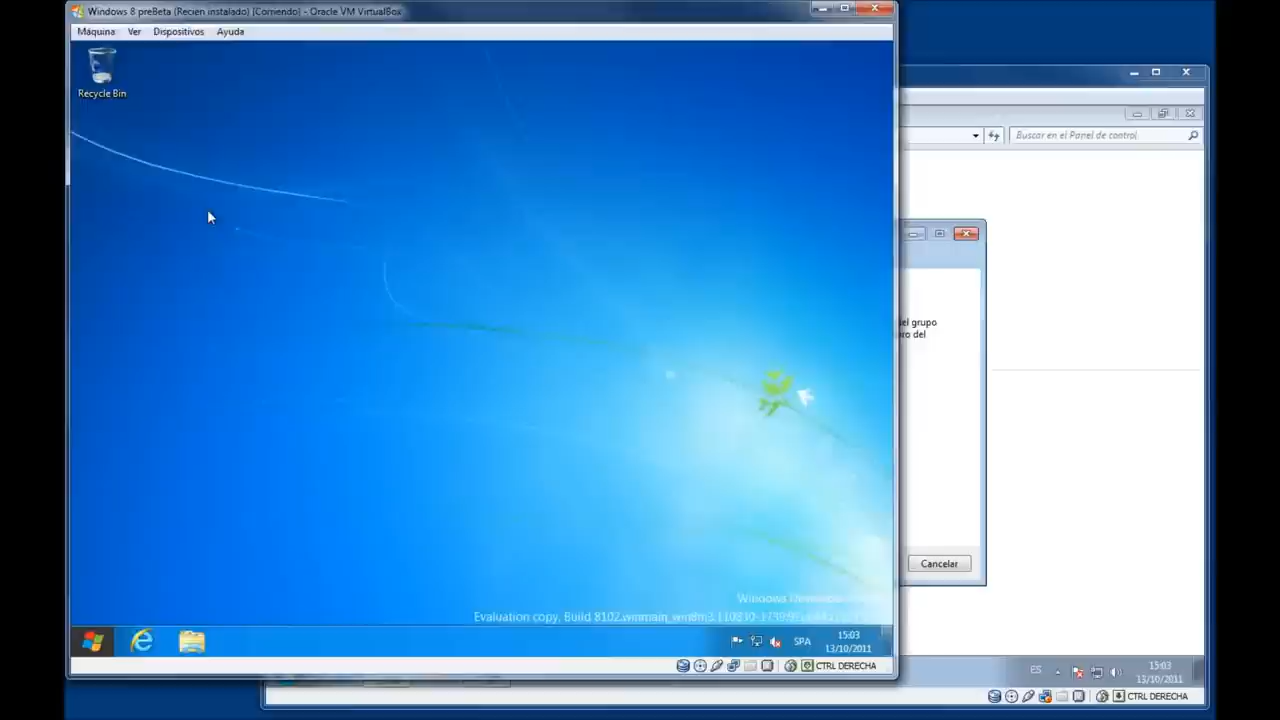 Windows 8 preBeta (Recien instalado) [Corriendo] - Oracle VM VirtualBox
Máquina Ver Dispositivos Ayuda
Recycle Bin
Buscar en el Panel de control
del grupo
del
Cancelar
Windows
Evaluation copy. Build 8102.winmain_win8m3.110830-1739
SPA
15:03
13/10/2011
CTRL DERECHA
ES
15:03
13/10/2011
CTRL DERECHA